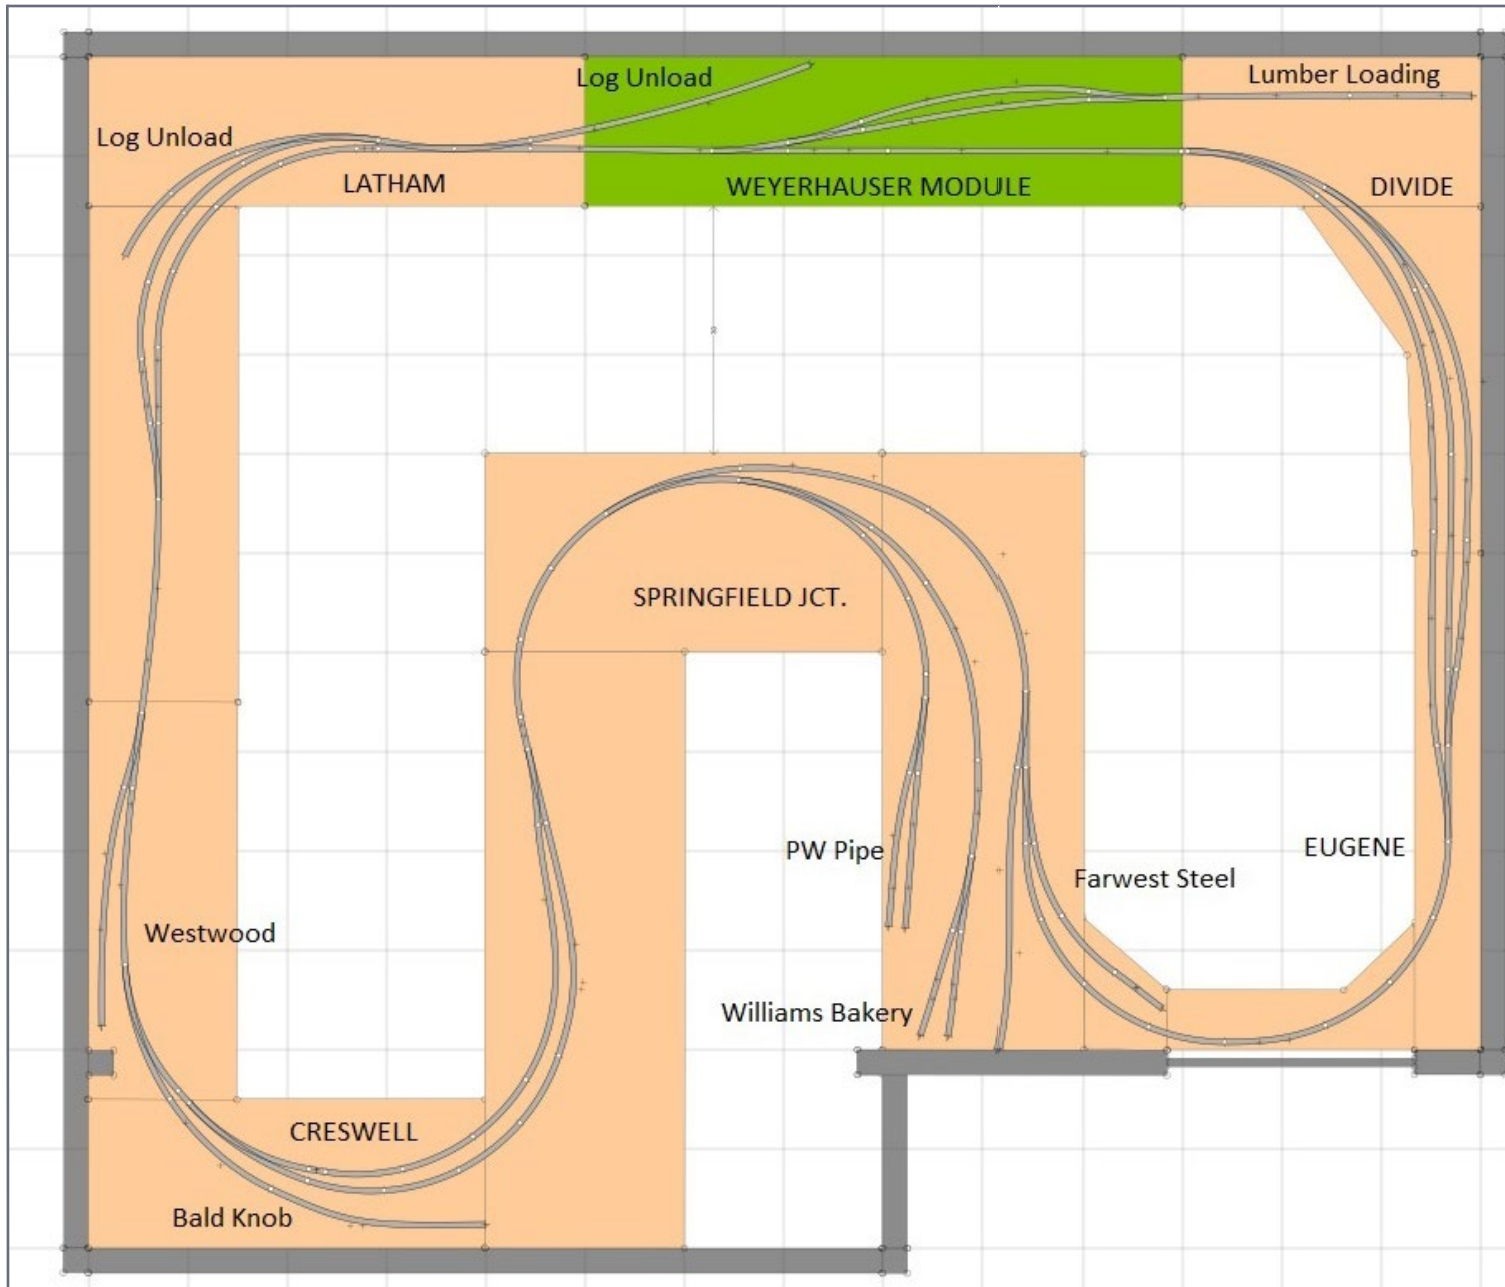 Log Unload
Lumber Loading
Log Unload
LATHAM
WEYERHAUSER MODULE
DIVIDE
SPRINGFIELD JCT.
PW Pipe
EUGENE
Farwest Steel
Westwood
Williams Bakery
CRESWELL
Bald Knob